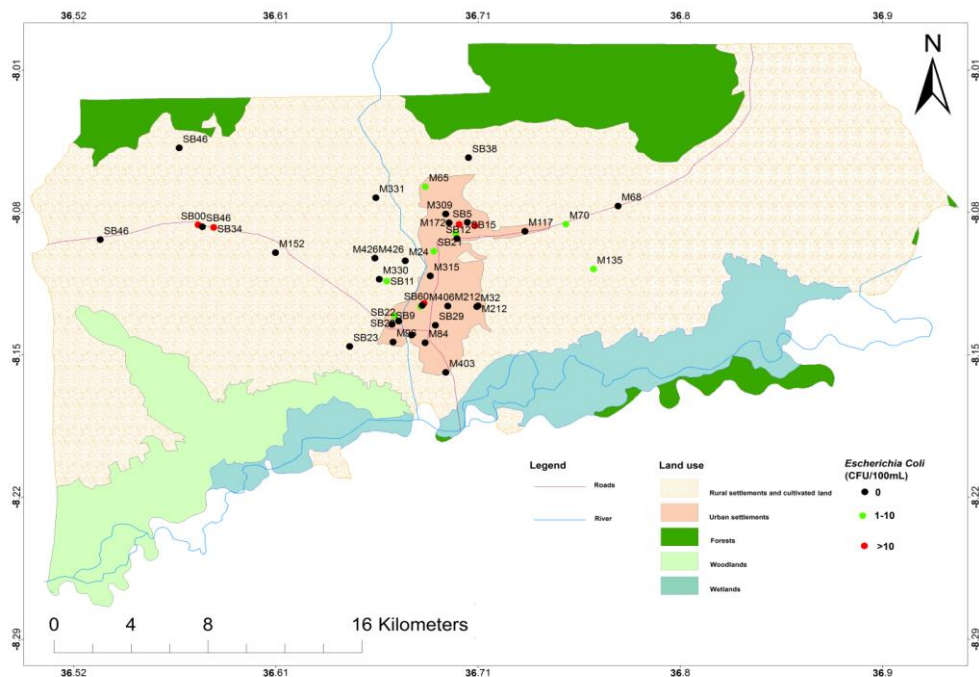 36.52 36.61 36.71 36.8 36.9
N
-8.01 -8.01
SB46
SB38
M65
M331
M309
M68
-8.08 -8.08
SB00 SB46
M172 SB5 SB15
M70
SB34
SB12
M117
SB46
SB21
M152
M426 M426 M24
M135
M330
M315
SB11
SB60 M406 M212 M32
M212
SB22
SB9
SB29
M84
SB23
-8.15 -8.15
M403
Legend
Roads
River
Land use
Rural settlements and cultivated land
Urban settlements
Forests
Woodlands
Wetlands
Escherichia Coli
(CFU/100mL)
0
1-10
>10
-8.22 -8.22
0 4 8 16 Kilometers
-8.29 -8.29
36.52 36.61 36.71 36.8 36.9